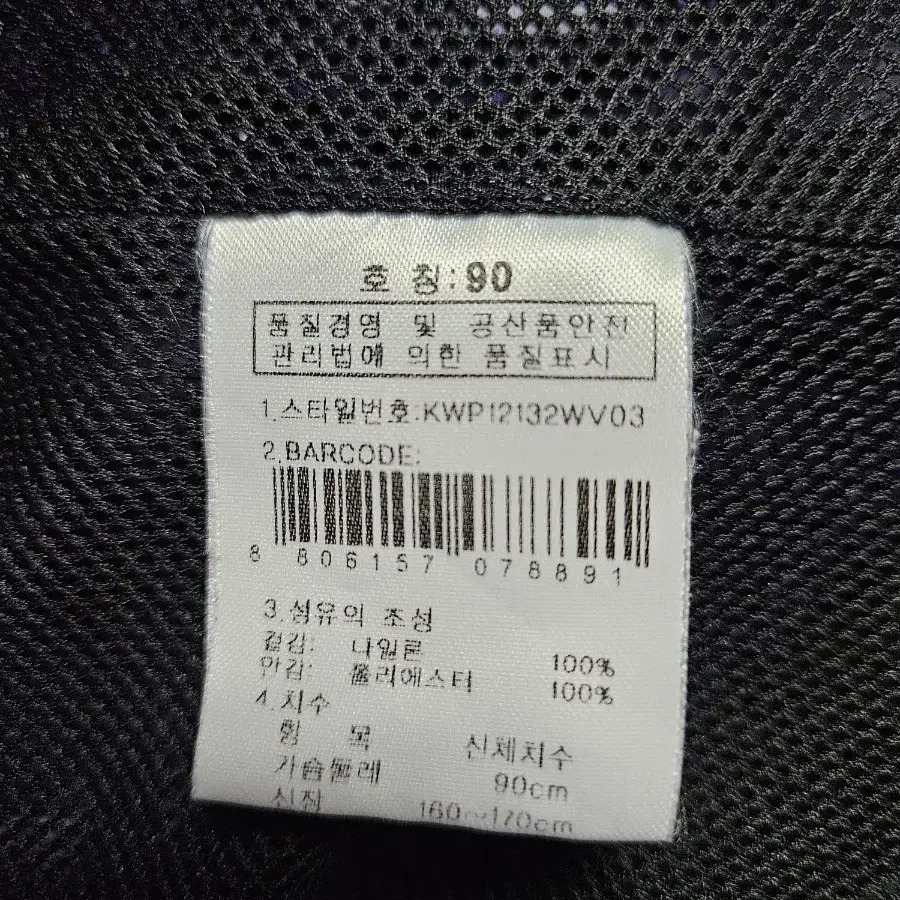 호 칭:90
품질경영 및 공산품안전
관리법에 의한 품질표시
1.스타일번호:KWP12132WV03
2.BARCODE:
8 806157 078891
3.섬유의 조성
겉감: 나일론 100%
안감: 폴리에스터 100%
4.치수
항 목 신체치수
가슴둘레 90cm
신장 160~170cm